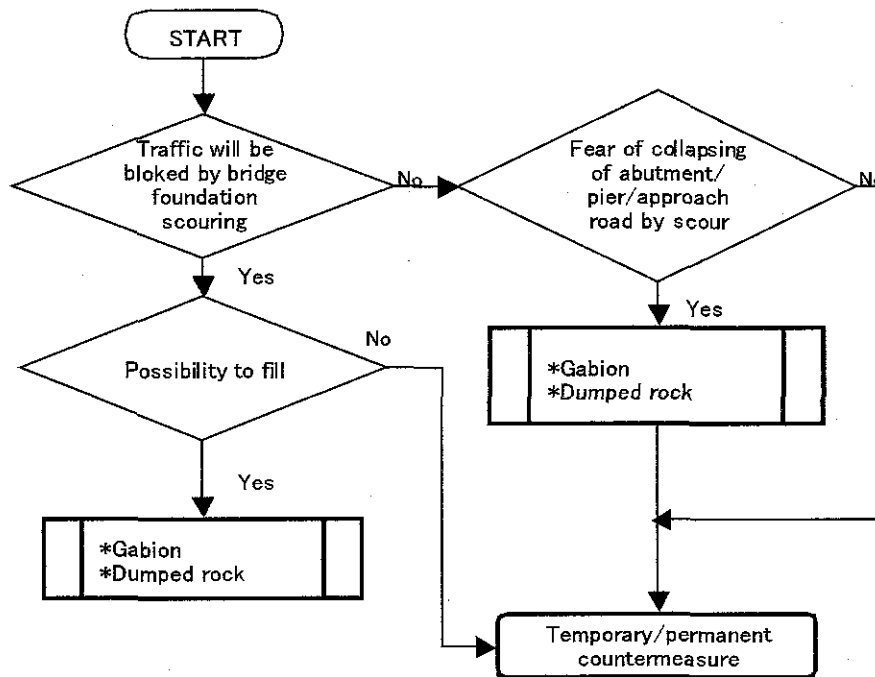 START
Traffic will be
bloked by bridge
foundation
scouring
No
Fear of collapsing
of abutment/
pier/approach
road by scour
No
Yes
Yes
Possibility to fill
No
*Gabion
*Dumped rock
Yes
*Gabion
*Dumped rock
Temporary/permanent
countermeasure